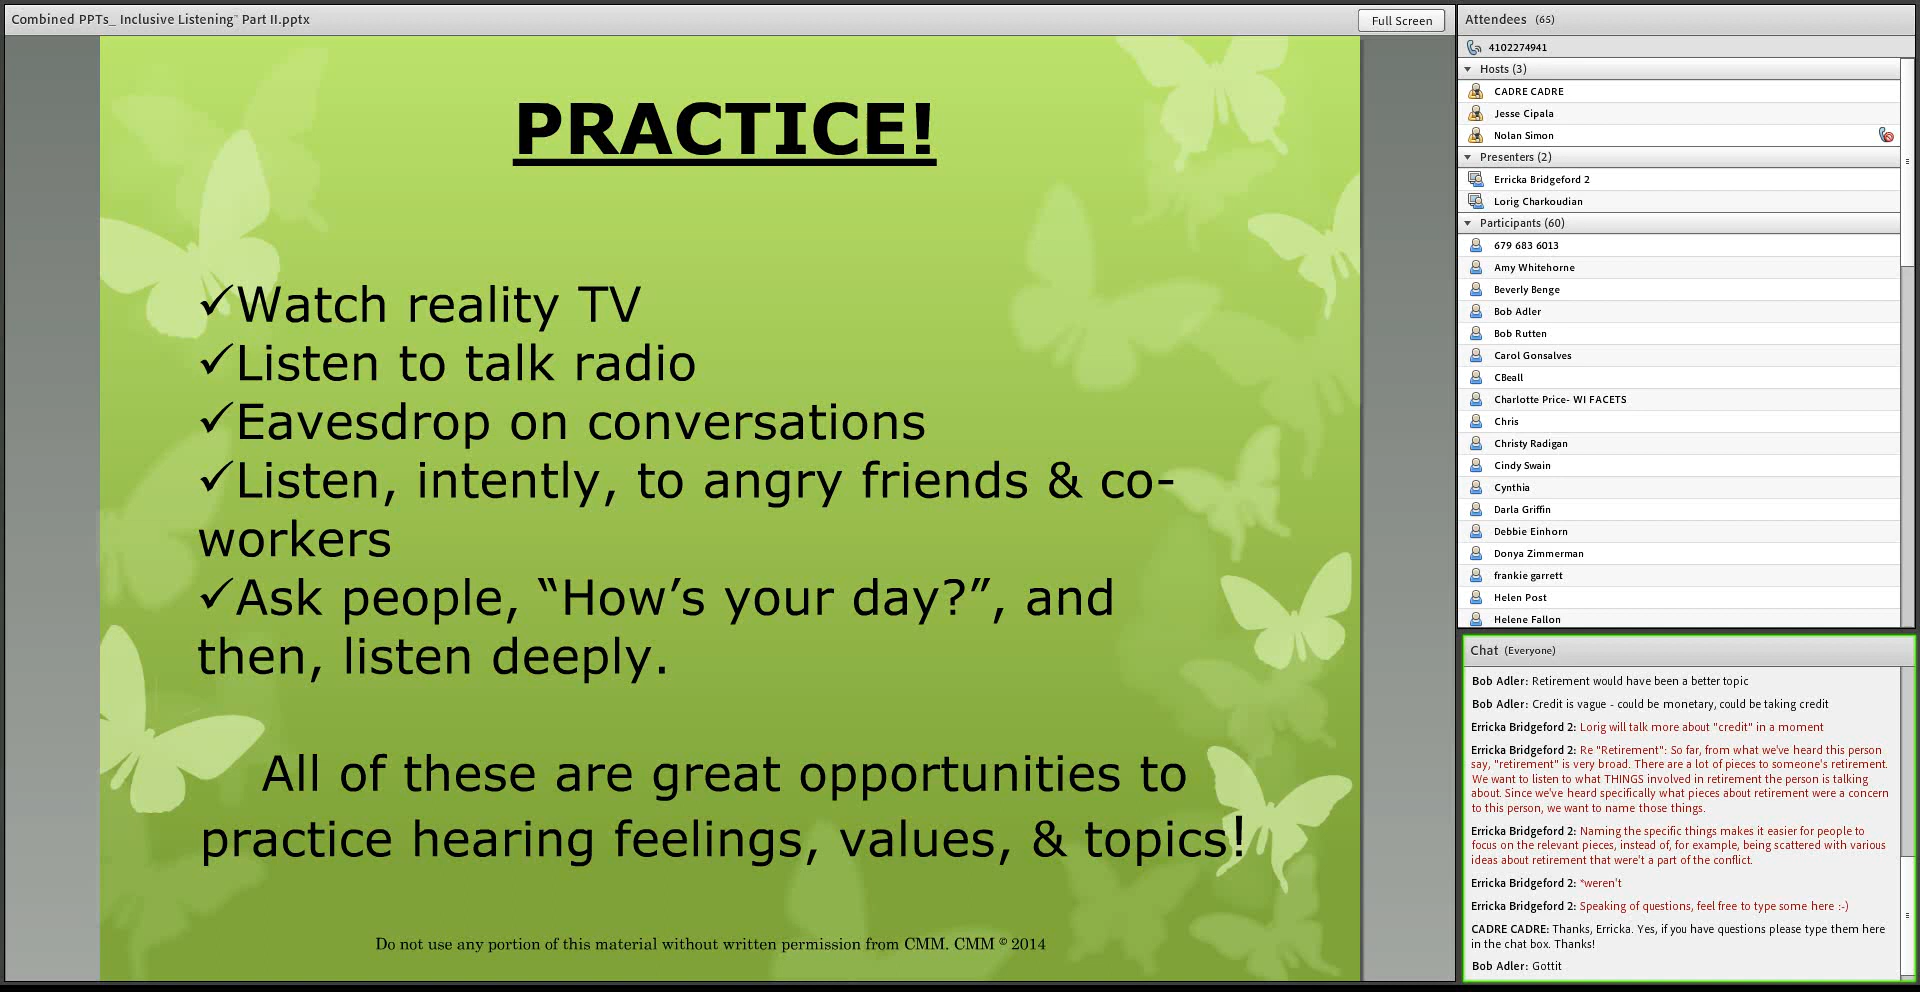 Combined PPTs_ Inclusive Listening™ Part II.pptx
Full Screen
PRACTICE!
✓Watch reality TV
✓Listen to talk radio
✓Eavesdrop on conversations
✓Listen, intently, to angry friends & co-
workers
✓Ask people, “How’s your day?”, and
then, listen deeply.
All of these are great opportunities to
practice hearing feelings, values, & topics!
Do not use any portion of this material without written permission from CMM. CMM © 2014
Attendees (65)
4102274941
Hosts (3)
CADRE CADRE
Jesse Cipala
Nolan Simon
Presenters (2)
Erricka Bridgeford 2
Lorig Charkoudian
Participants (60)
679 683 6013
Amy Whitehorne
Beverly Benge
Bob Adler
Bob Rutten
Carol Gonsalves
CBeall
Charlotte Price- WI FACETS
Chris
Christy Radigan
Cindy Swain
Cynthia
Darla Griffin
Debbie Einhorn
Donya Zimmerman
frankie garrett
Helen Post
Helene Fallon
Chat (Everyone)
Bob Adler: Retirement would have been a better topic
Bob Adler: Credit is vague - could be monetary, could be taking credit
Erricka Bridgeford 2: Lorig will talk more about "credit" in a moment
Erricka Bridgeford 2: Re "Retirement": So far, from what we've heard this person
say, "retirement" is very broad. There are a lot of pieces to someone's retirement.
We want to listen to what THINGS involved in retirement the person is talking
about. Since we've heard specifically what pieces about retirement were a concern
to this person, we want to name those things.
Erricka Bridgeford 2: Naming the specific things makes it easier for people to
focus on the relevant pieces, instead of, for example, being scattered with various
ideas about retirement that were't a part of the conflict.
Erricka Bridgeford 2: *weren't
Erricka Bridgeford 2: Speaking of questions, feel free to type some here :-)
CADRE CADRE: Thanks, Erricka. Yes, if you have questions please type them here
in the chat box. Thanks!
Bob Adler: Gottit